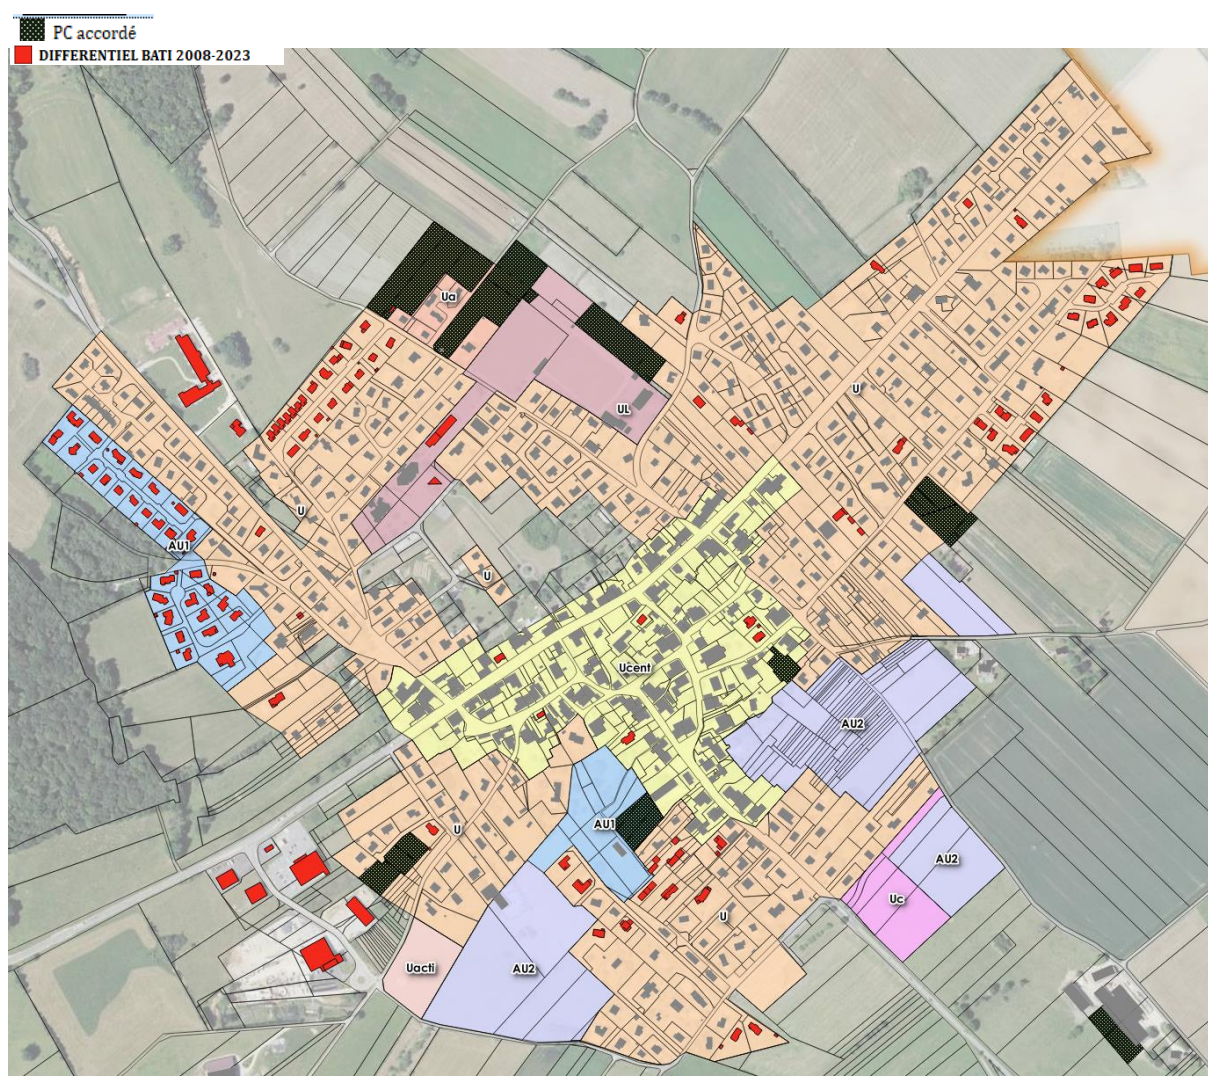 PC accordé
DIFFERENTIEL BATI 2008-2023
Ua
UL
U
U
AU1
U
Ucent
AU2
U
AU1
AU2
Uc
U
Uacti
AU2